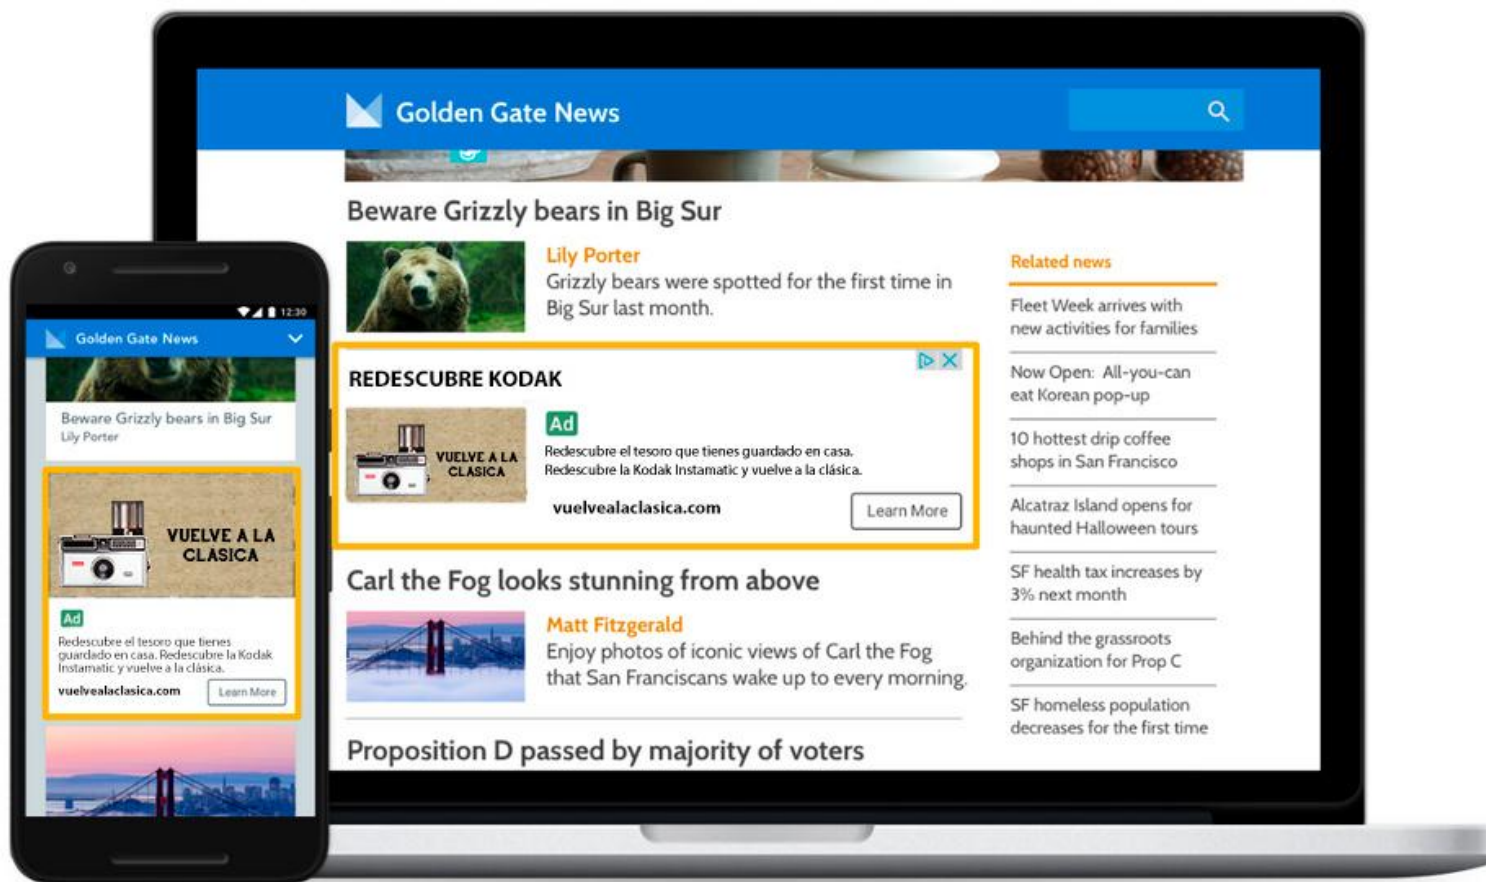 Golden Gate News
Beware Grizzly bears in Big Sur
Lily Porter
Grizzly bears were spotted for the first time in
Big Sur last month.
REDESCUBRE KODAK
VUELVE A LA
CLASICA
Ad
Redescubre el tesoro que tienes guardado en casa.
Redescubre la Kodak Instamatic y vuelve a la clásica.
vuelvealaclasica.com
Learn More
Carl the Fog looks stunning from above
Matt Fitzgerald
Enjoy photos of iconic views of Carl the Fog
that San Franciscans wake up to every morning.
Proposition D passed by majority of voters
Related news
Fleet Week arrives with
new activities for families
Now Open: All-you-can
eat Korean pop-up
10 hottest drip coffee
shops in San Francisco
Alcatraz Island opens for
haunted Halloween tours
SF health tax increases by
3% next month
Behind the grassroots
organization for Prop C
SF homeless population
decreases for the first time
12:30
Golden Gate News
Beware Grizzly bears in Big Sur
Lily Porter
VUELVE A LA
CLASICA
Ad
Redescubre el tesoro que tienes
guardado en casa. Redescubre la Kodak
Instamatic y vuelve a la clásica.
vuelvealaclasica.com
Learn More